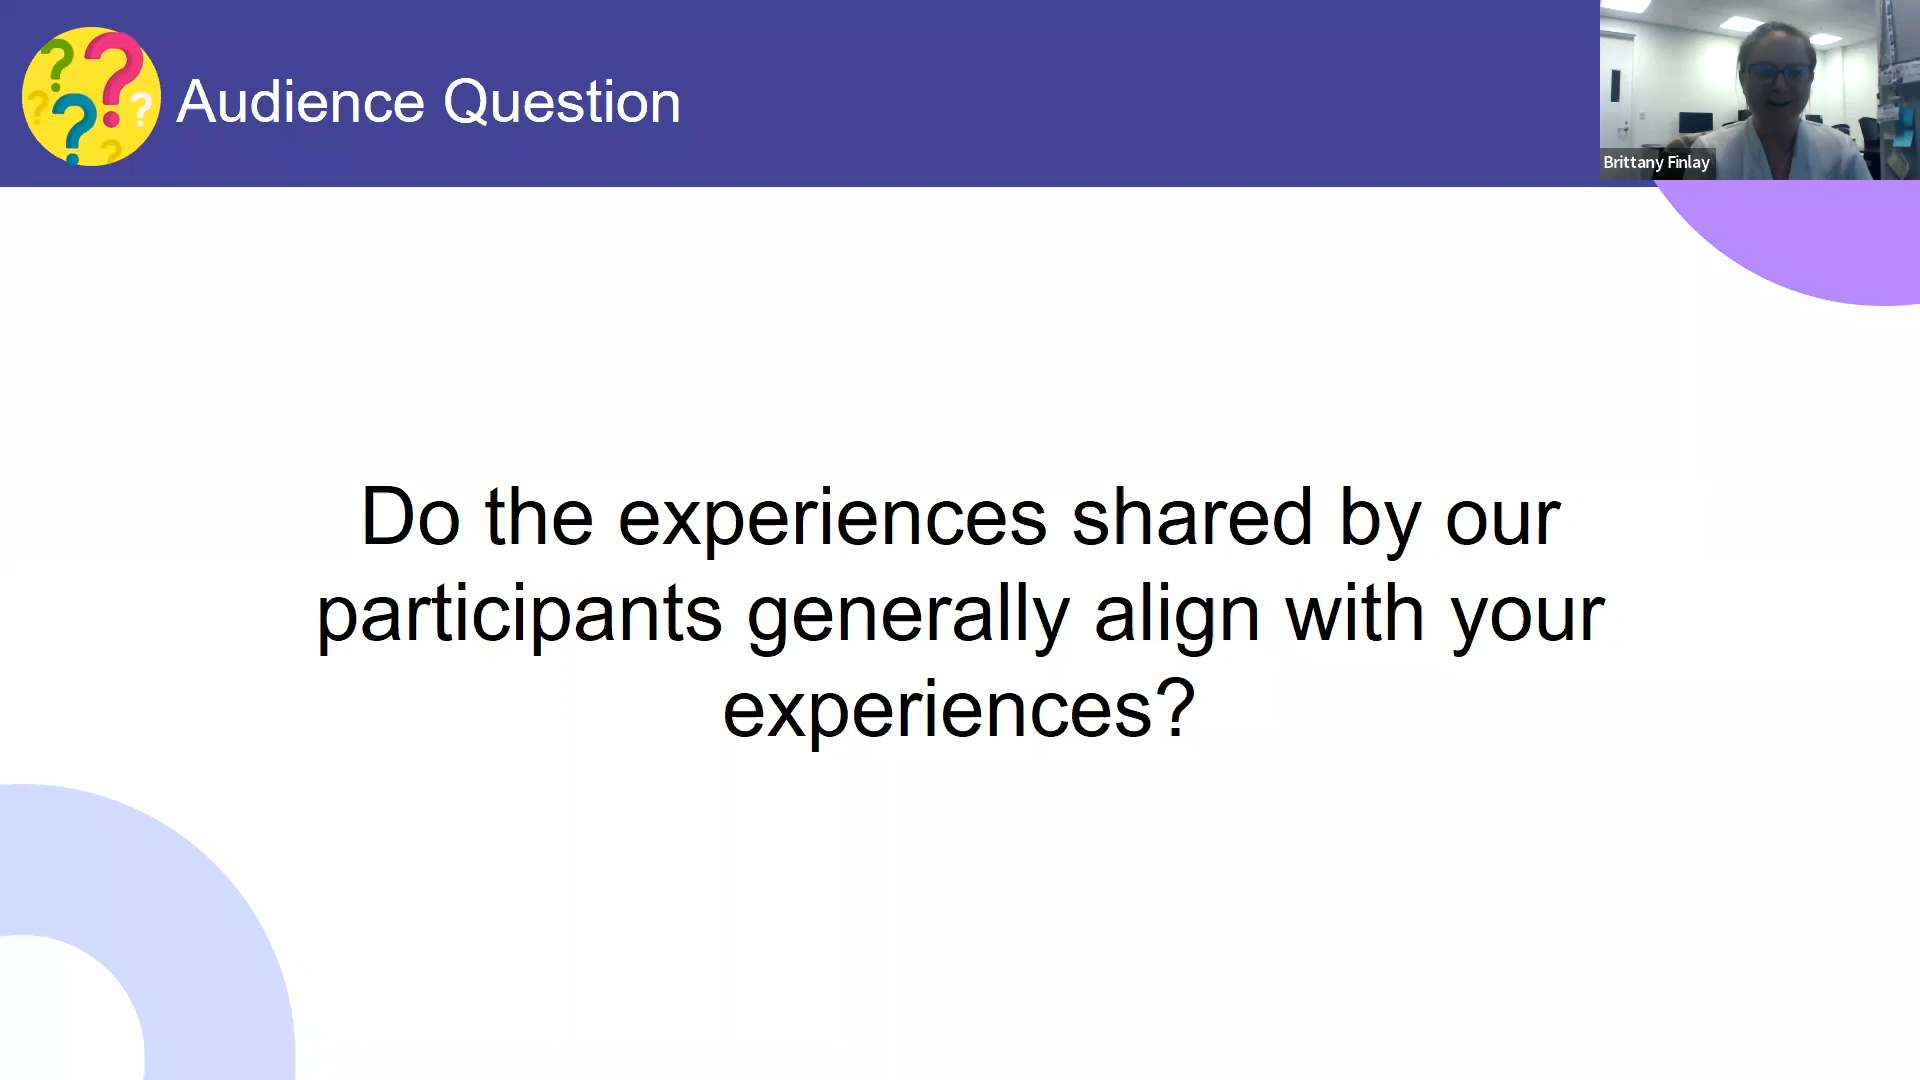 Audience Question
Brittany Finlay
Do the experiences shared by our
participants generally align with your
experiences?